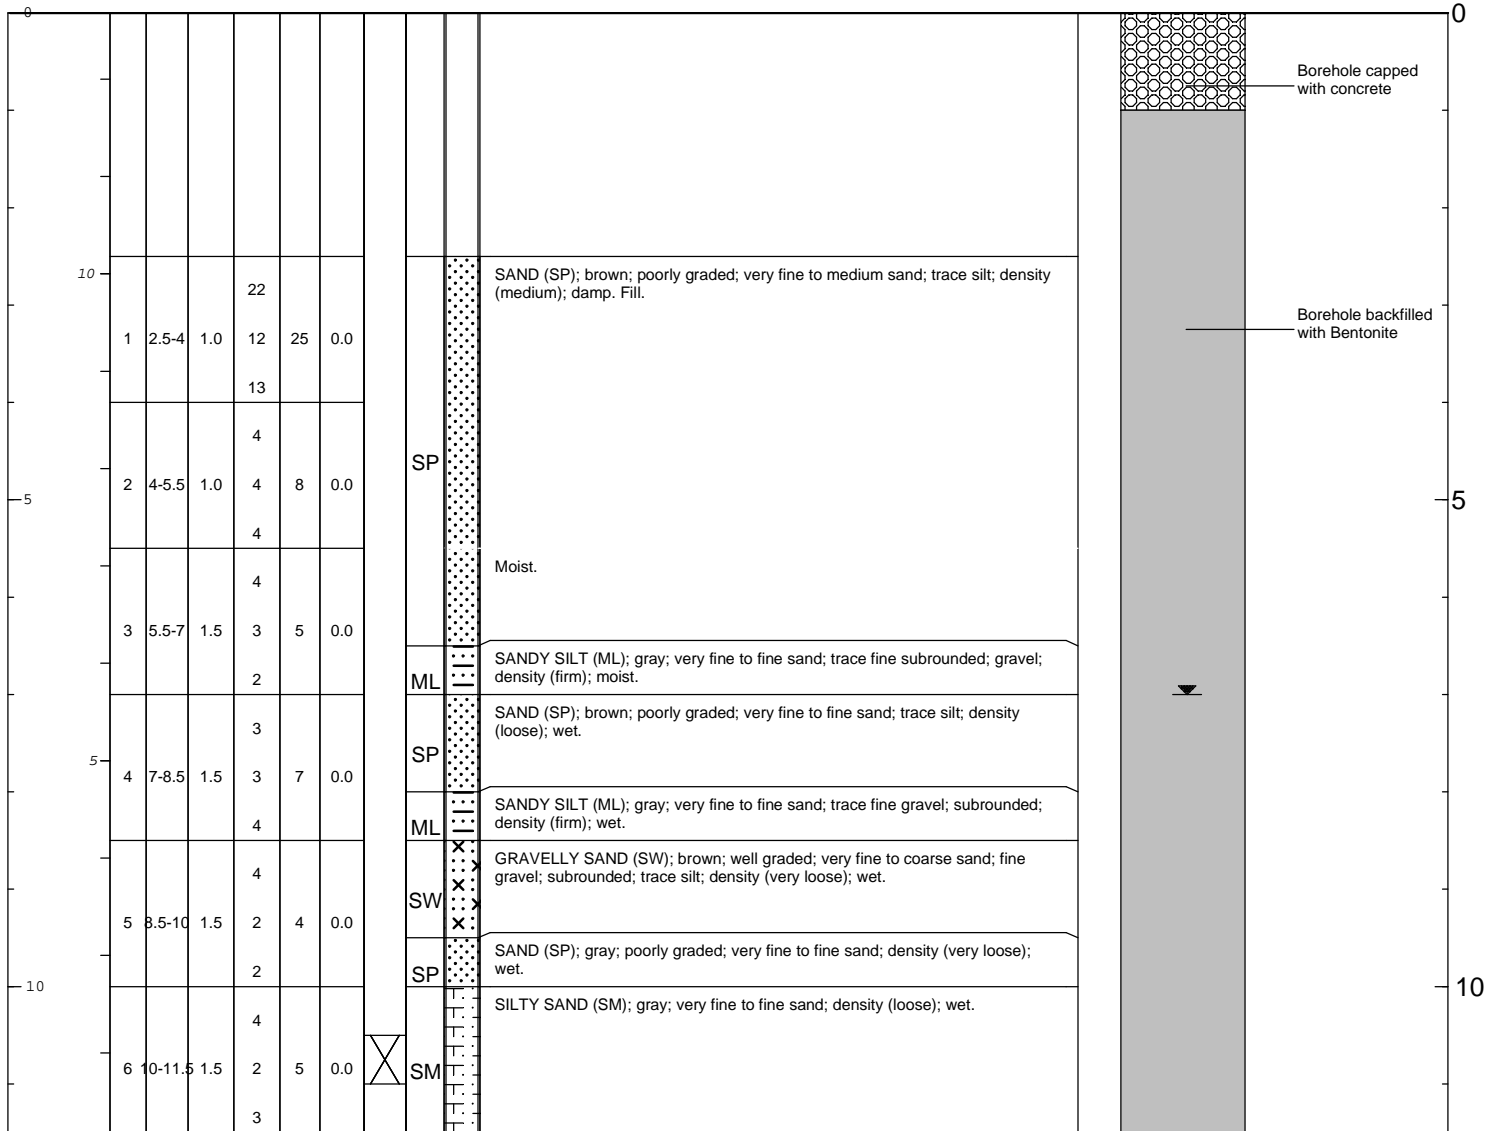 0
0
Borehole capped
with concrete
10
SAND (SP); brown; poorly graded; very fine to medium sand; trace silt; density
(medium); damp. Fill.
22
1 2.5-4 1.0 12 25 0.0
13
Borehole backfilled
with Bentonite
4
SP
2 4-5.5 1.0 4 8 0.0
5
5
4
Moist.
4
3 5.5-7 1.5 3 5 0.0
2
ML
SANDY SILT (ML); gray; very fine to fine sand; trace fine subrounded; gravel;
density (firm); moist.
SAND (SP); brown; poorly graded; very fine to fine sand; trace silt; density
(loose); wet.
3
SP
5
4 7-8.5 1.5 3 7 0.0
4
ML
SANDY SILT (ML); gray; very fine to fine sand; trace fine gravel; subrounded;
density (firm); wet.
GRAVELLY SAND (SW); brown; well graded; very fine to coarse sand; fine
gravel; subrounded; trace silt; density (very loose); wet.
4
SW
5 8.5-10 1.5 2 4 0.0
2
SP
SAND (SP); gray; poorly graded; very fine to fine sand; density (very loose);
wet.
10
10
SILTY SAND (SM); gray; very fine to fine sand; density (loose); wet.
4
6 10-11.5 1.5 2 5 0.0
SM
3